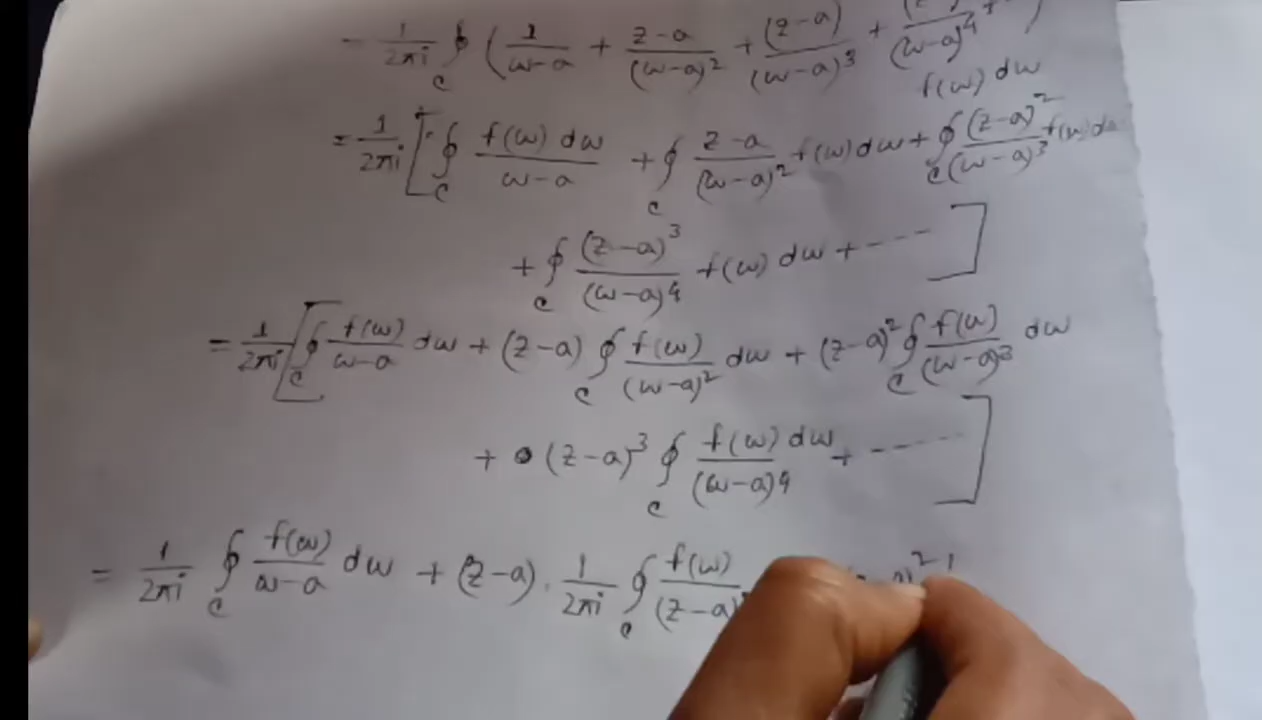 - 1/2πi ∮_C (1/(w-a) + (z-a)/(w-a)² + (z-a)/(w-a)³ + /(w-a)⁴ + )
f(w) dw
= 1/2πi [∮_C f(w) dw/(w-a) + ∮_C (z-a)/(w-a)² f(w) dw + ∮_C (z-a)²/(w-a)³ f(w) dw
+ ∮_C (z-a)³/(w-a)⁴ f(w) dw + ---- ]
= 1/2πi [∮_C f(w)/(w-a) dw + (z-a) ∮_C f(w)/(w-a)² dw + (z-a)² ∮_C f(w)/(w-a)³ dw
+ (z-a)³ ∮_C f(w) dw/(w-a)⁴ + ---- ]
= 1/2πi ∮_C f(w)/(w-a) dw + (z-a) · 1/2πi ∮_C f(w)/(z-a)